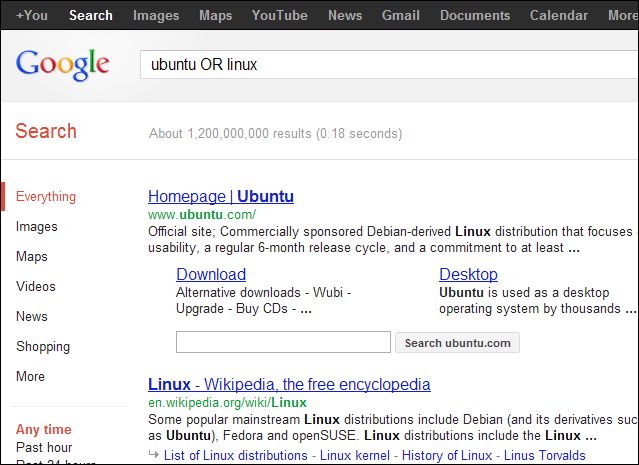 +You Search Images Maps YouTube News Gmail Documents Calendar More
Google
ubuntu OR linux
Search
About 1,200,000,000 results (0.18 seconds)
Everything
Images
Maps
Videos
News
Shopping
More
Any time
Past hour
Past 24 hours
Homepage | Ubuntu
www.ubuntu.com/
Official site; Commercially sponsored Debian-derived Linux distribution that focuses
usability, a regular 6-month release cycle, and a commitment to at least ...
Download
Alternative downloads - Wubi -
Upgrade - Buy CDs - ...
Desktop
Ubuntu is used as a desktop
operating system by thousands ...
Search ubuntu.com
Linux - Wikipedia, the free encyclopedia
en.wikipedia.org/wiki/Linux
Some popular mainstream Linux distributions include Debian (and its derivatives such
as Ubuntu), Fedora and openSUSE. Linux distributions include the Linux ...
List of Linux distributions - Linux kernel - History of Linux - Linus Torvalds